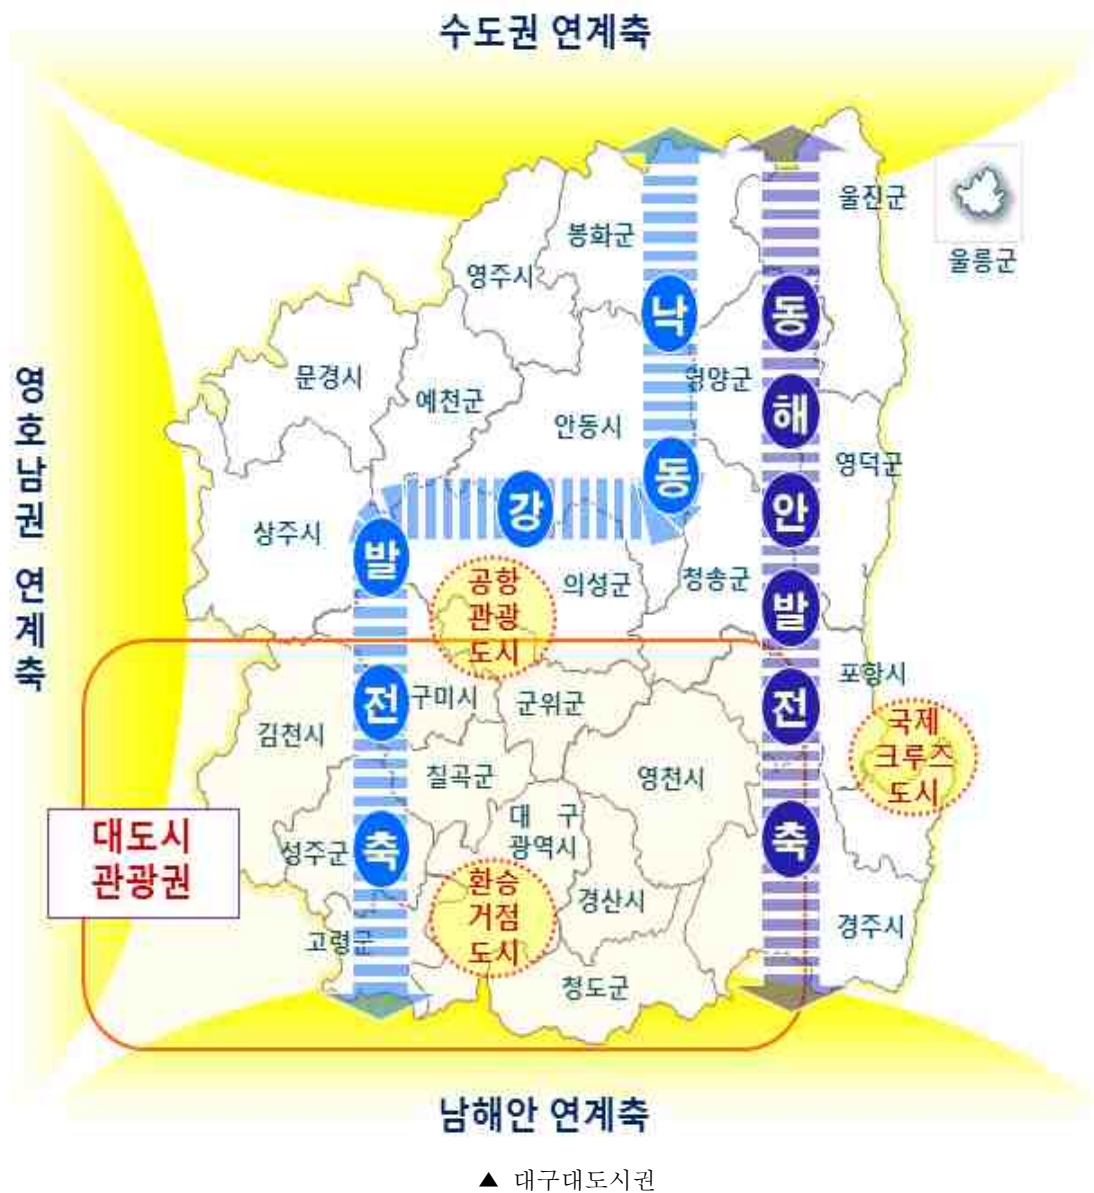 수도권 연계축
울진군
울릉군
봉화군
영주시
낙
동
강
발
전
축
동
해
안
발
전
축
문경시
예천군
영양군
안동시
영덕군
영호남권 연계축
상주시
의성군
청송군
공항
관광
도시
포항시
구미시
군위군
김천시
국제
크루즈
도시
칠곡군
영천시
대 구
광역시
대도시
관광권
성주군
환승
거점
도시
경산시
고령군
경주시
청도군
남해안 연계축
▲ 대구대도시권